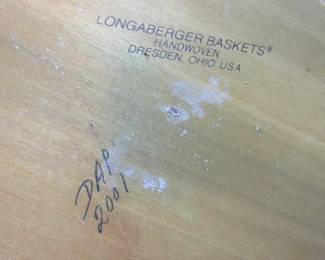 LONGABERGER BASKETS®
HANDWOVEN
DRESDEN, OHIO USA
DAP
2001